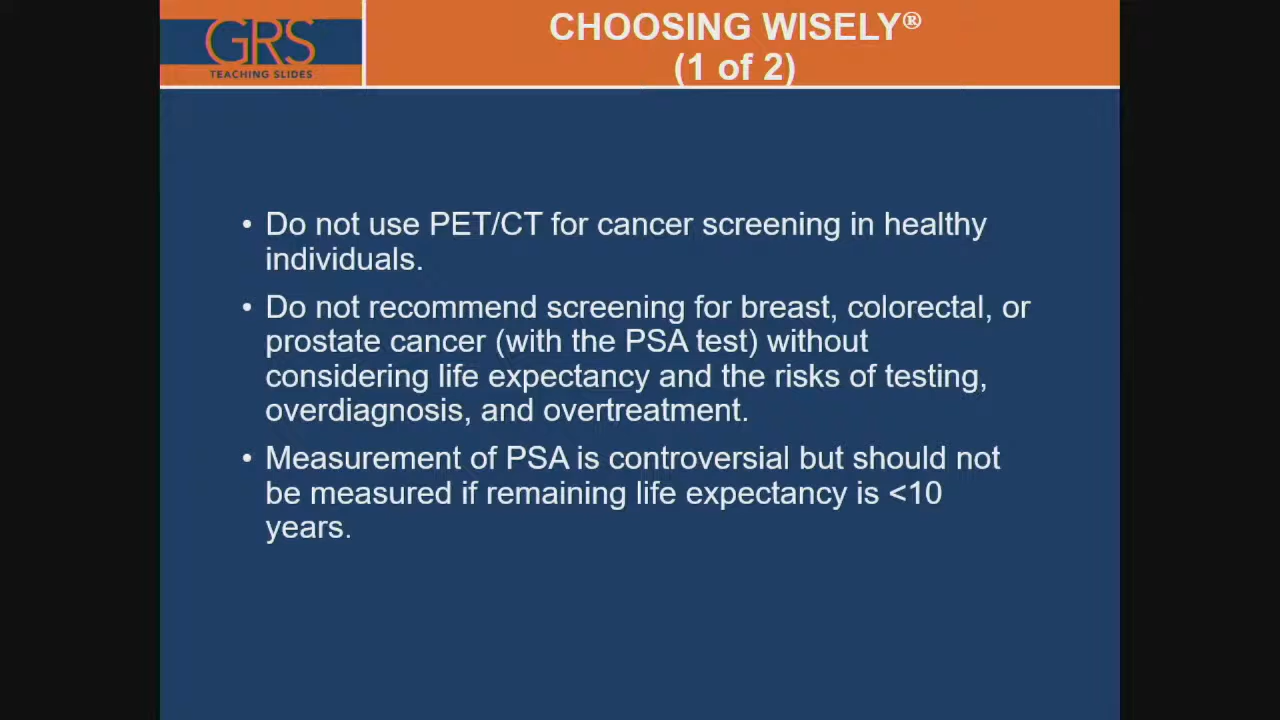 GRS
TEACHING SLIDES
CHOOSING WISELY®
(1 of 2)
• Do not use PET/CT for cancer screening in healthy
individuals.
• Do not recommend screening for breast, colorectal, or
prostate cancer (with the PSA test) without
considering life expectancy and the risks of testing,
overdiagnosis, and overtreatment.
• Measurement of PSA is controversial but should not
be measured if remaining life expectancy is <10
years.